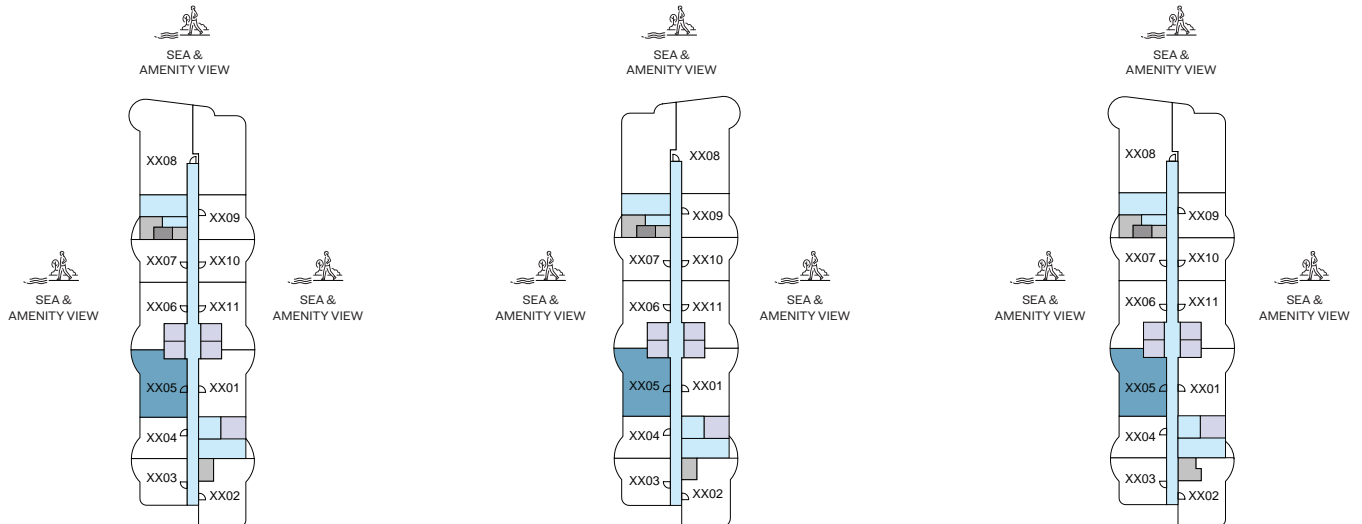 SEA &
AMENITY VIEW
XX08
XX09
XX07
XX10
XX06
XX11
XX05
XX01
XX04
XX03
XX02
SEA &
AMENITY VIEW
SEA &
AMENITY VIEW
SEA &
AMENITY VIEW
XX08
XX09
XX07
XX10
XX06
XX11
XX05
XX01
XX04
XX03
XX02
SEA &
AMENITY VIEW
SEA &
AMENITY VIEW
SEA &
AMENITY VIEW
XX08
XX09
XX07
XX10
XX06
XX11
XX05
XX01
XX04
XX03
XX02
SEA &
AMENITY VIEW
SEA &
AMENITY VIEW